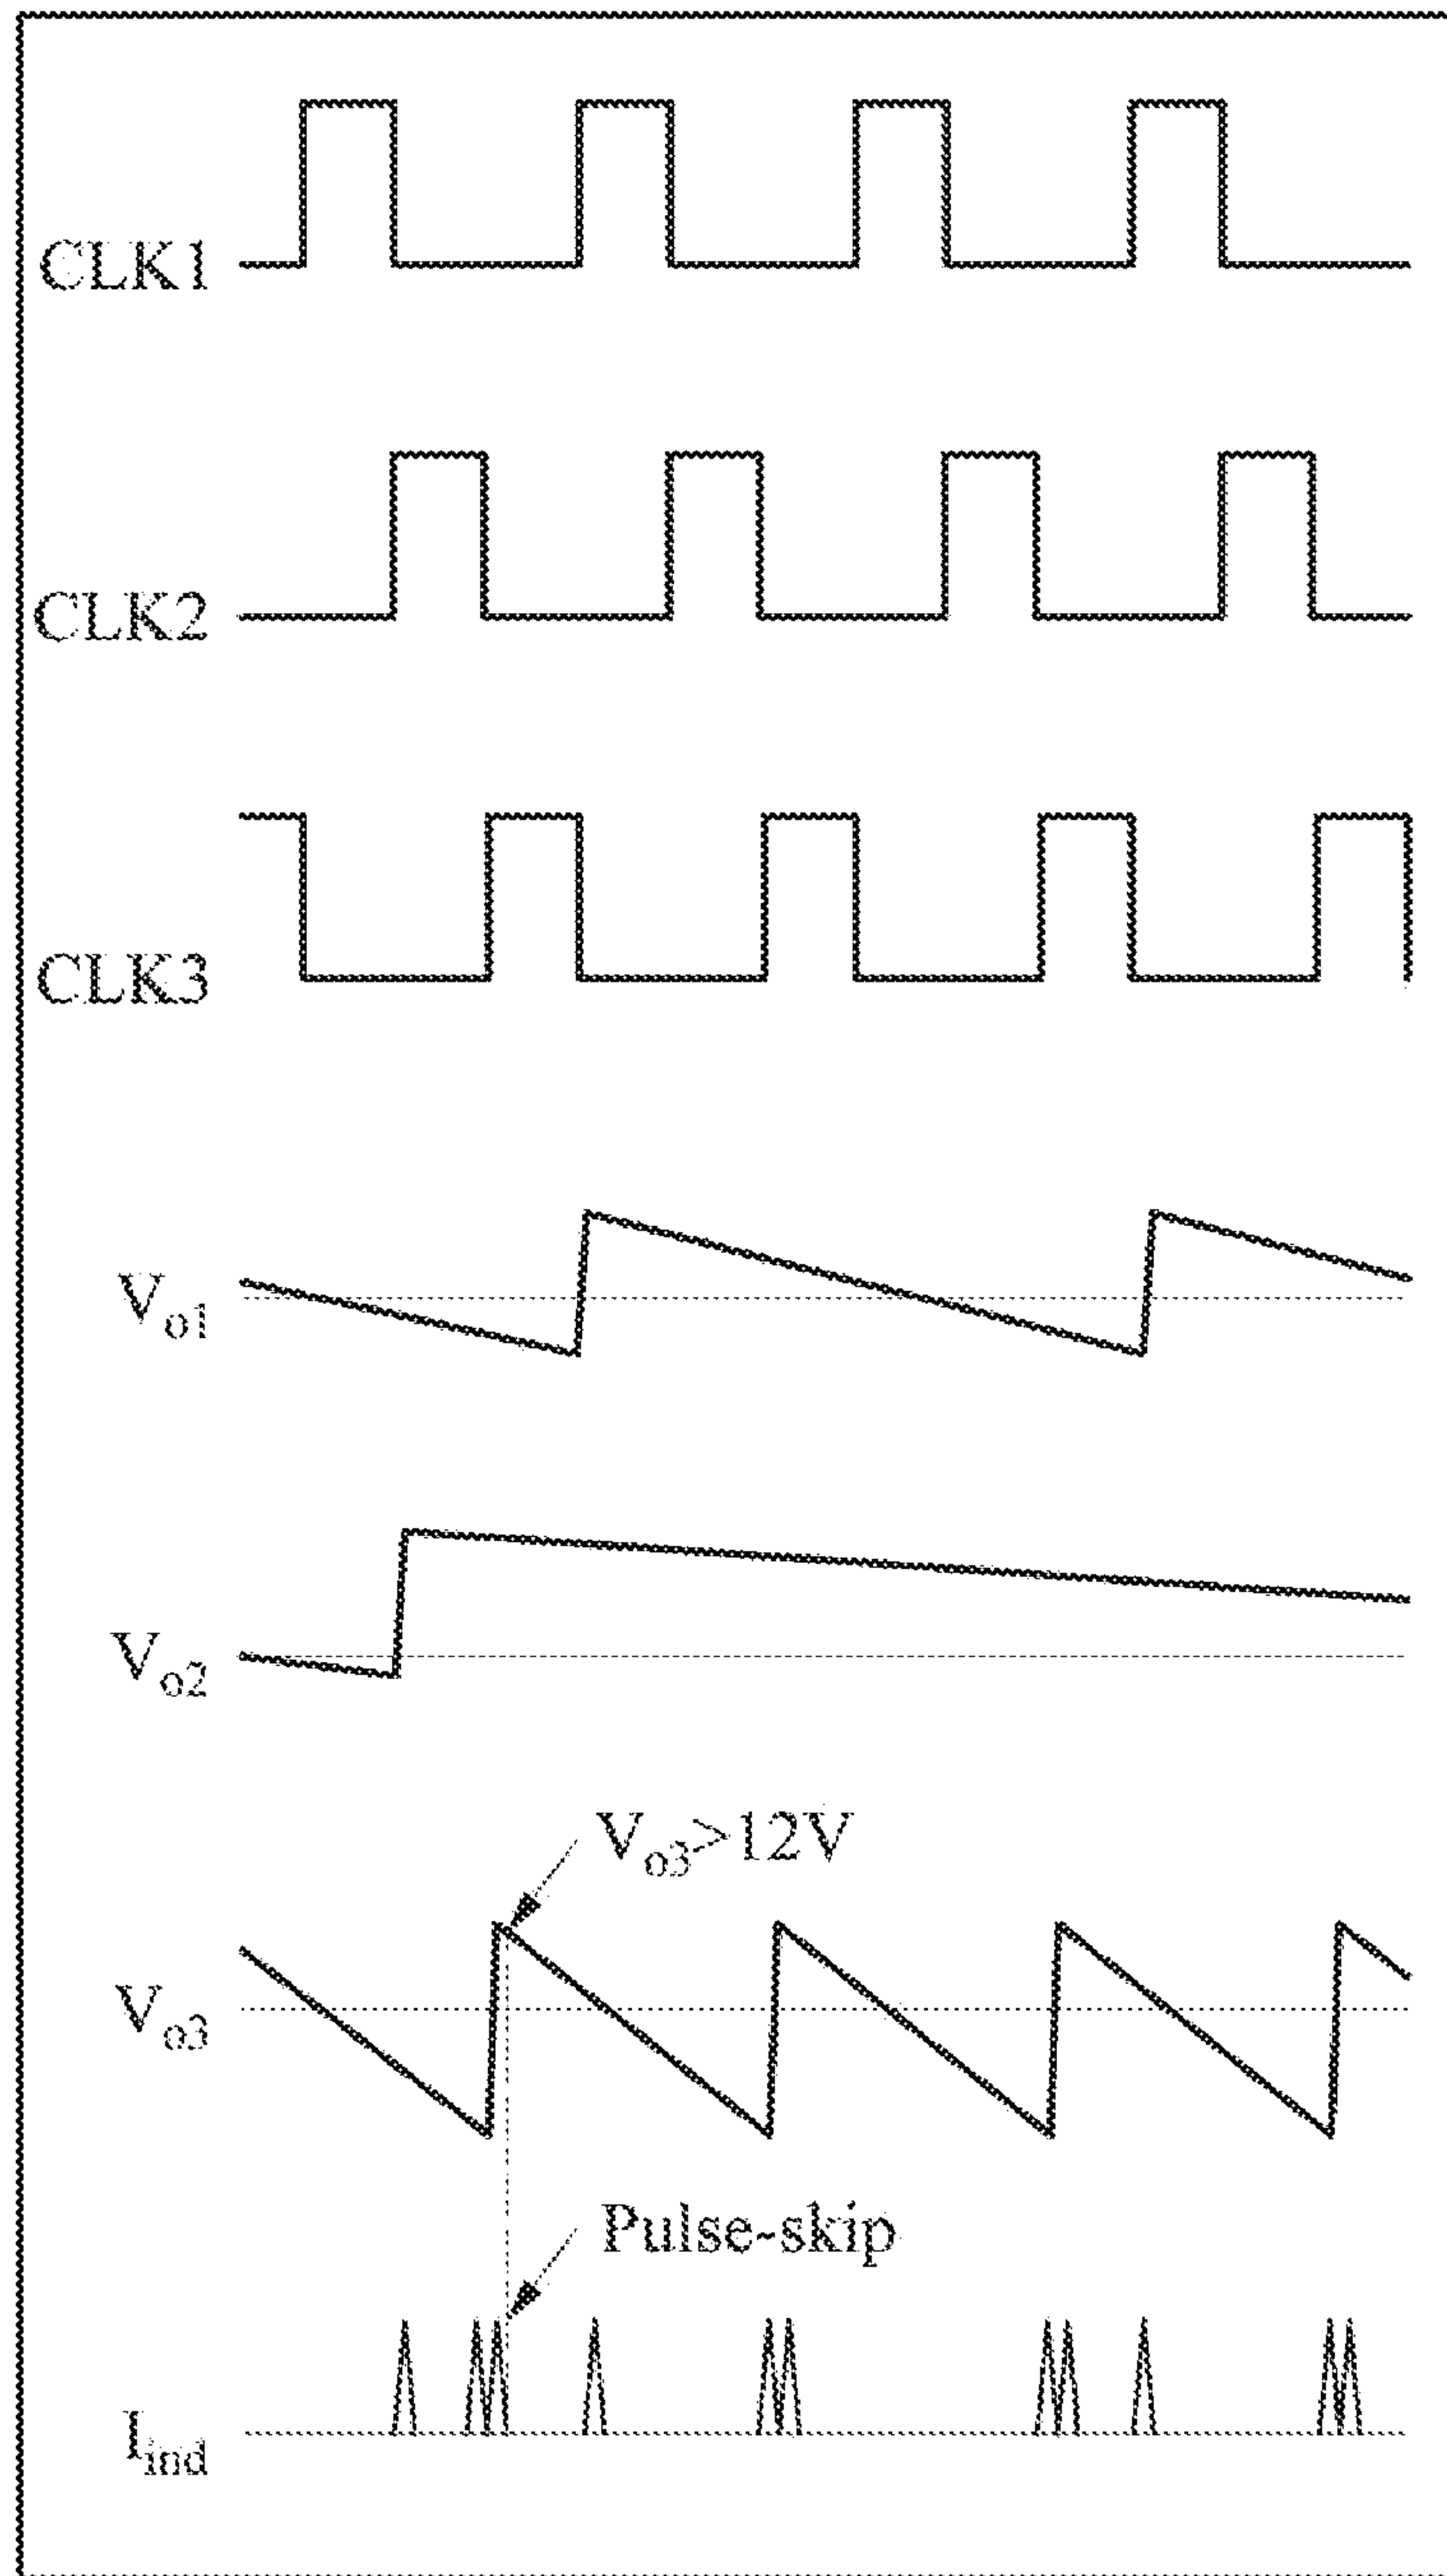 CLK1
CLK2
CLK3
Vo1
Vo2
Vo3>12V
Vo3
Pulse-skip
Iind